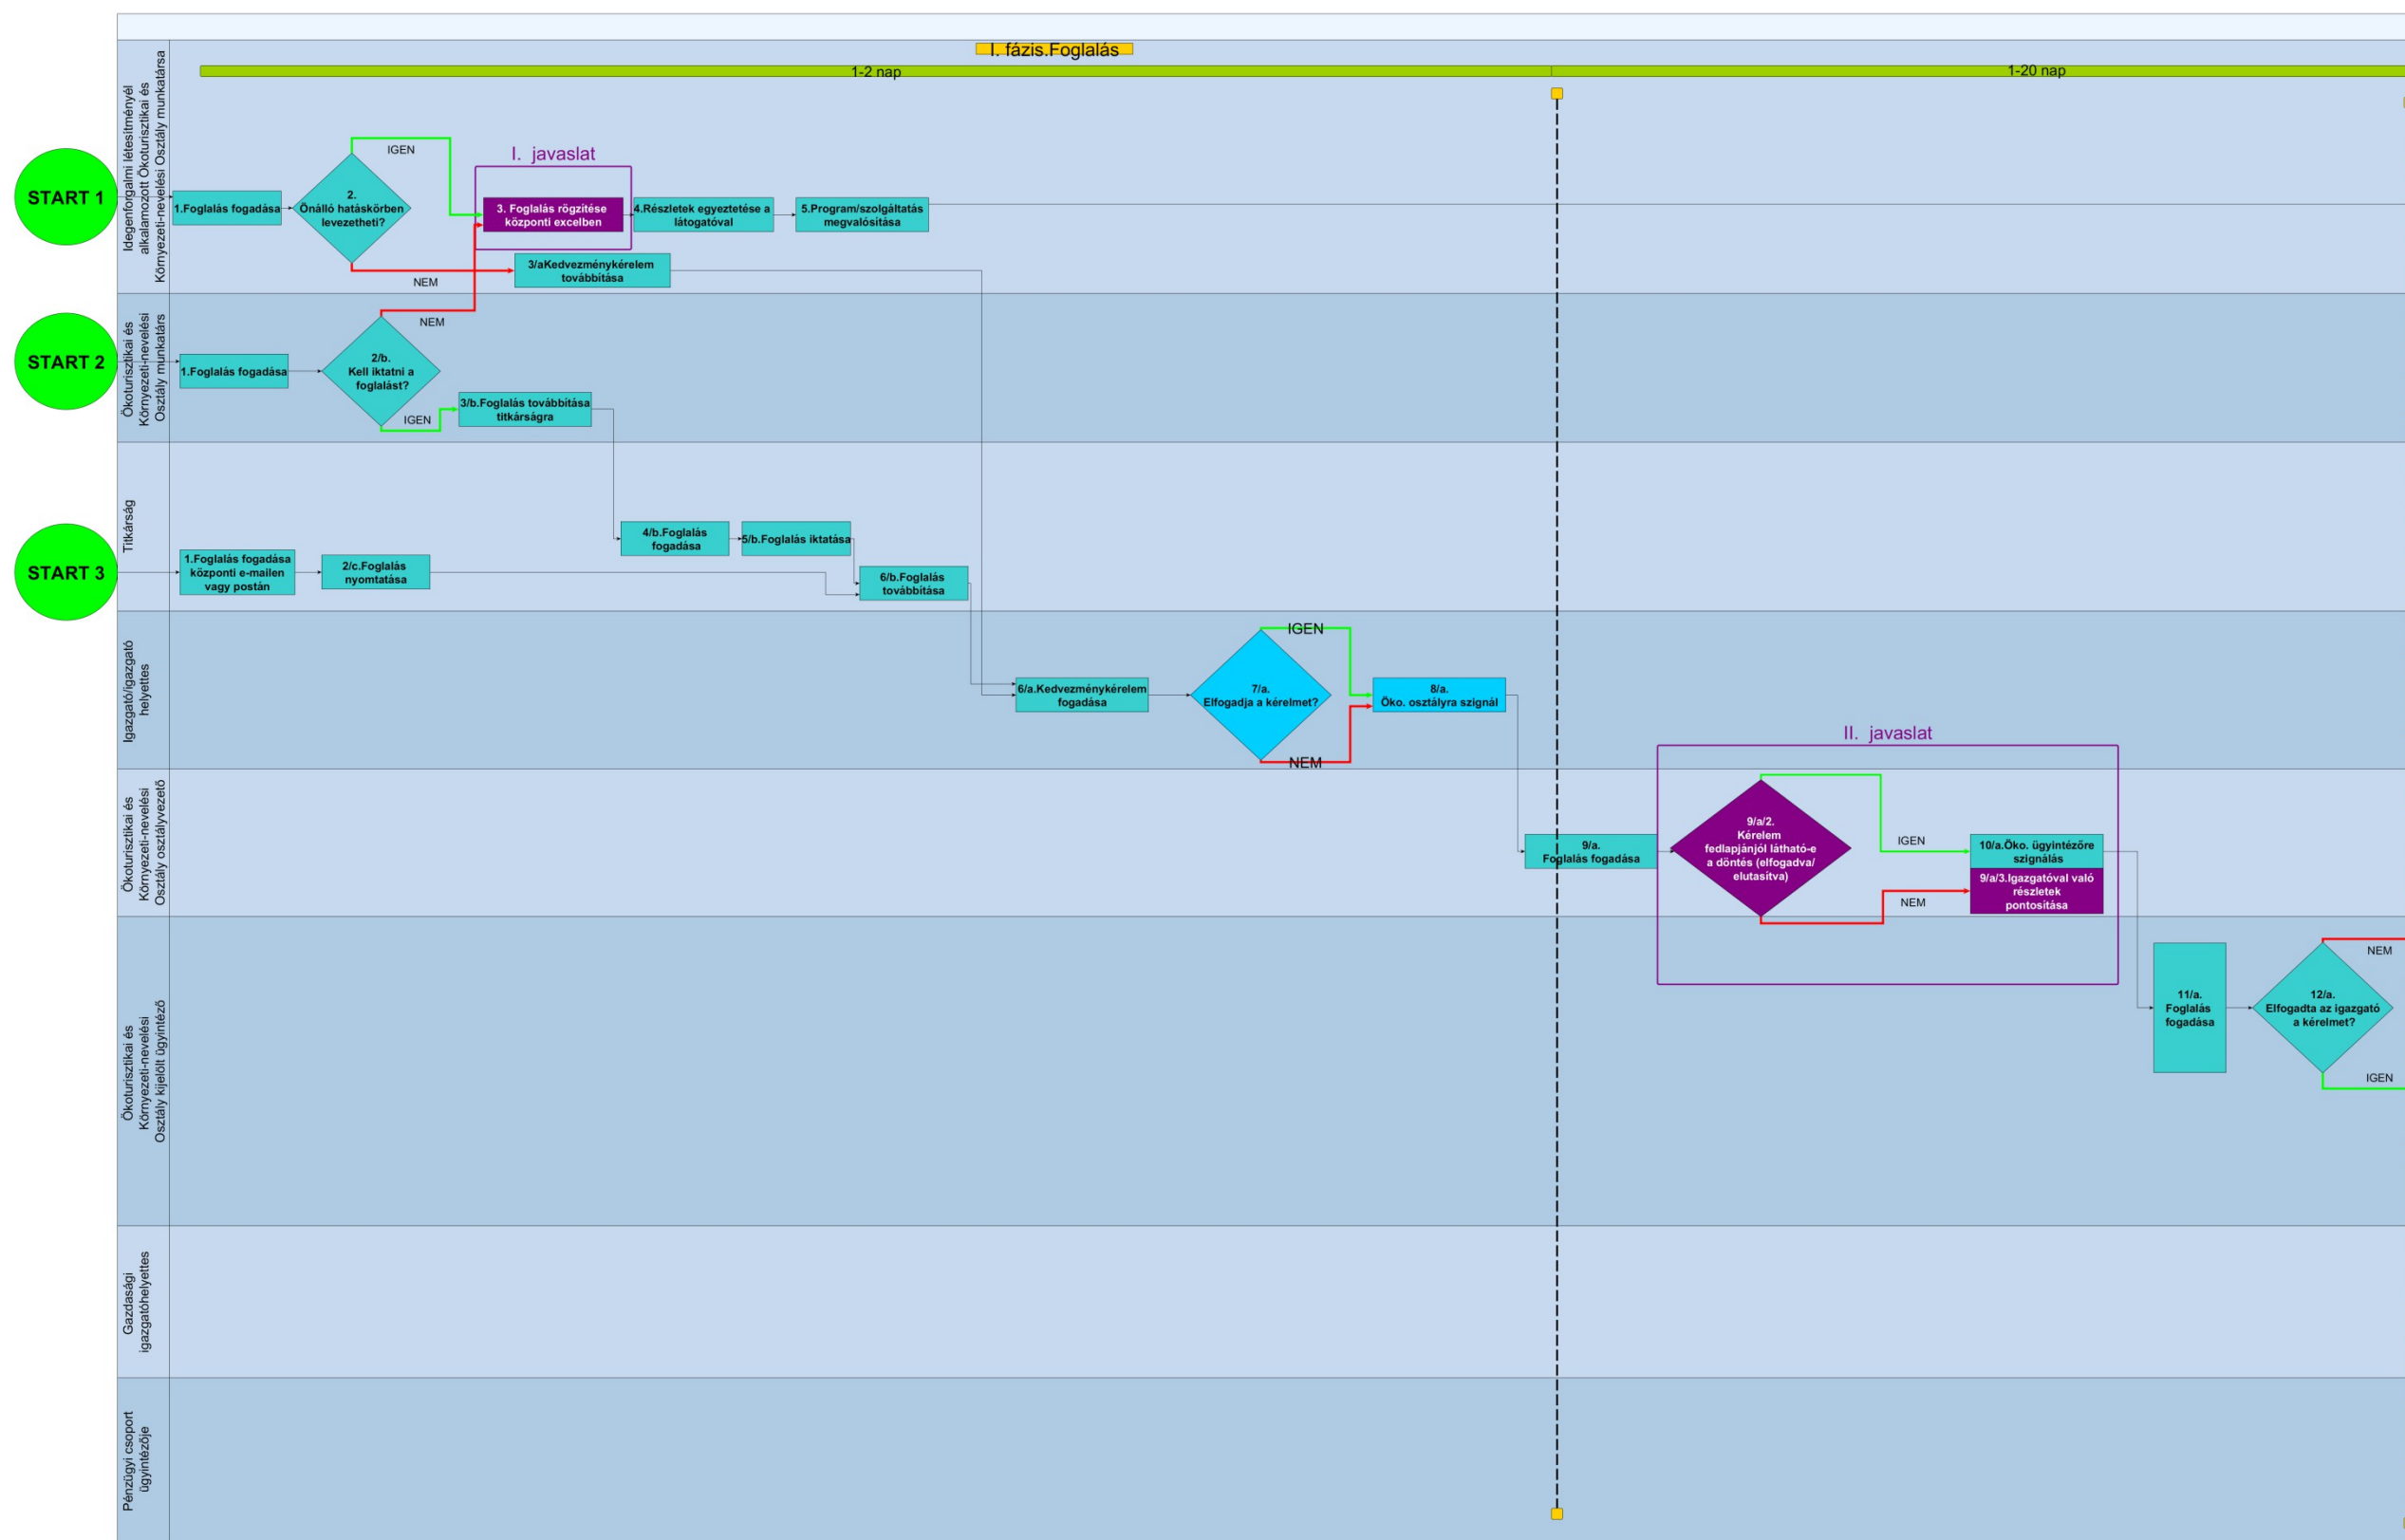 I. fázis.Foglalás
1-2 nap
1-20 nap
Idegenforgalmi létesítményél
alkalamozott Ökoturisztikai és
Környezeti-nevelési Osztály munkatársa
START 1
1.Foglalás fogadása
2.
Önálló hatáskörben
levezetheti?
IGEN
NEM
I. javaslat
3. Foglalás rögzítése
központi excelben
4.Részletek egyeztetése a
látogatóval
5.Program/szolgáltatás
megvalósítása
3/aKedvezménykérelem
továbbítása
Ökoturisztikai és
Környezeti-nevelési
Osztály munkatárs
START 2
1.Foglalás fogadása
2/b.
Kell iktatni a
foglalást?
NEM
IGEN
3/b.Foglalás továbbítása
titkárságra
Titkárság
START 3
1.Foglalás fogadása
központi e-mailen
vagy postán
2/c.Foglalás
nyomtatása
4/b.Foglalás
fogadása
5/b.Foglalás iktatása
6/b.Foglalás
továbbítása
Igazgató/igazgató
helyettes
6/a.Kedvezménykérelem
fogadása
7/a.
Elfogadja a kérelmet?
IGEN
NEM
8/a.
Öko. osztályra szignál
II. javaslat
Ökoturisztikai és
Környezeti-nevelési
Osztály osztályvezető
9/a.
Foglalás fogadása
9/a/2.
Kérelem
fedlapjánjól látható-e
a döntés (elfogadva/
elutasítva)
IGEN
NEM
10/a.Öko. ügyintézőre
szignálás
9/a/3.Igazgatóval való
részletek
pontosítása
Ökoturisztikai és
Környezeti-nevelési
Osztály kijelölt ügyintéző
11/a.
Foglalás
fogadása
12/a.
Elfogadta az igazgató
a kérelmet?
NEM
IGEN
Gazdasági
igazgatóhelyettes
Pénzügyi csoport
ügyintézője